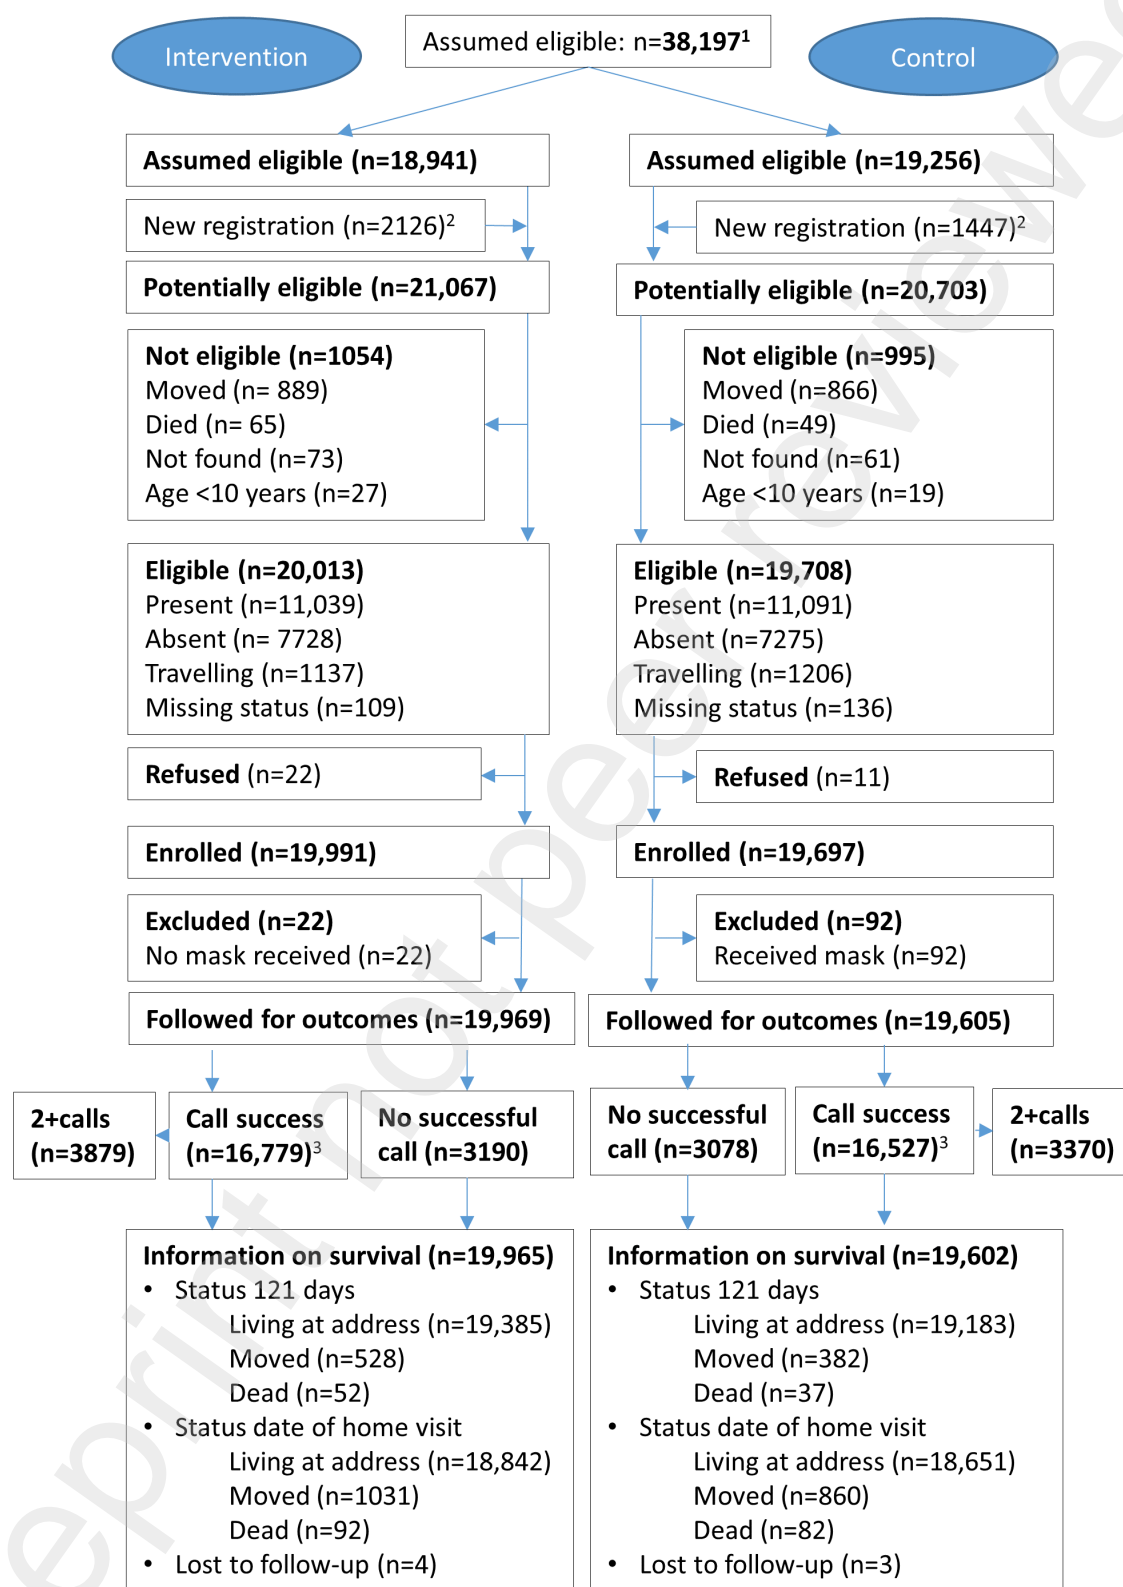 Intervention
Assumed eligible: n=38,197¹
Control
Assumed eligible (n=18,941)
New registration (n=2126)²
Potentially eligible (n=21,067)
Not eligible (n=1054)
Moved (n= 889)
Died (n= 65)
Not found (n=73)
Age <10 years (n=27)
Eligible (n=20,013)
Present (n=11,039)
Absent (n= 7728)
Travelling (n=1137)
Missing status (n=109)
Refused (n=22)
Enrolled (n=19,991)
Excluded (n=22)
No mask received (n=22)
Followed for outcomes (n=19,969)
2+calls
(n=3879)
Call success
(n=16,779)³
No successful
call (n=3190)
Information on survival (n=19,965)
• Status 121 days
Living at address (n=19,385)
Moved (n=528)
Dead (n=52)
• Status date of home visit
Living at address (n=18,842)
Moved (n=1031)
Dead (n=92)
• Lost to follow-up (n=4)
Assumed eligible (n=19,256)
New registration (n=1447)²
Potentially eligible (n=20,703)
Not eligible (n=995)
Moved (n=866)
Died (n=49)
Not found (n=61)
Age <10 years (n=19)
Eligible (n=19,708)
Present (n=11,091)
Absent (n=7275)
Travelling (n=1206)
Missing status (n=136)
Refused (n=11)
Enrolled (n=19,697)
Excluded (n=92)
Received mask (n=92)
Followed for outcomes (n=19,605)
No successful
call (n=3078)
Call success
(n=16,527)³
2+calls
(n=3370)
Information on survival (n=19,602)
• Status 121 days
Living at address (n=19,183)
Moved (n=382)
Dead (n=37)
• Status date of home visit
Living at address (n=18,651)
Moved (n=860)
Dead (n=82)
• Lost to follow-up (n=3)
eprint not peer reviewe